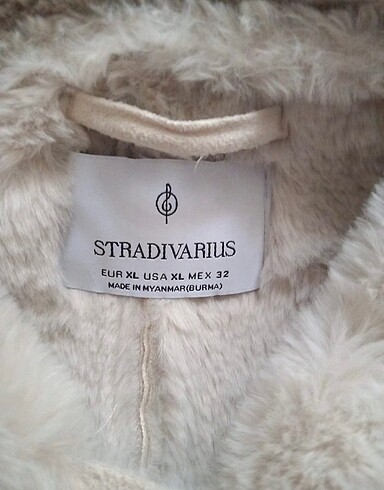 STRADIVARIUS
EUR XL USA XL MEX 32
MADE IN MYANMAR(BURMA)